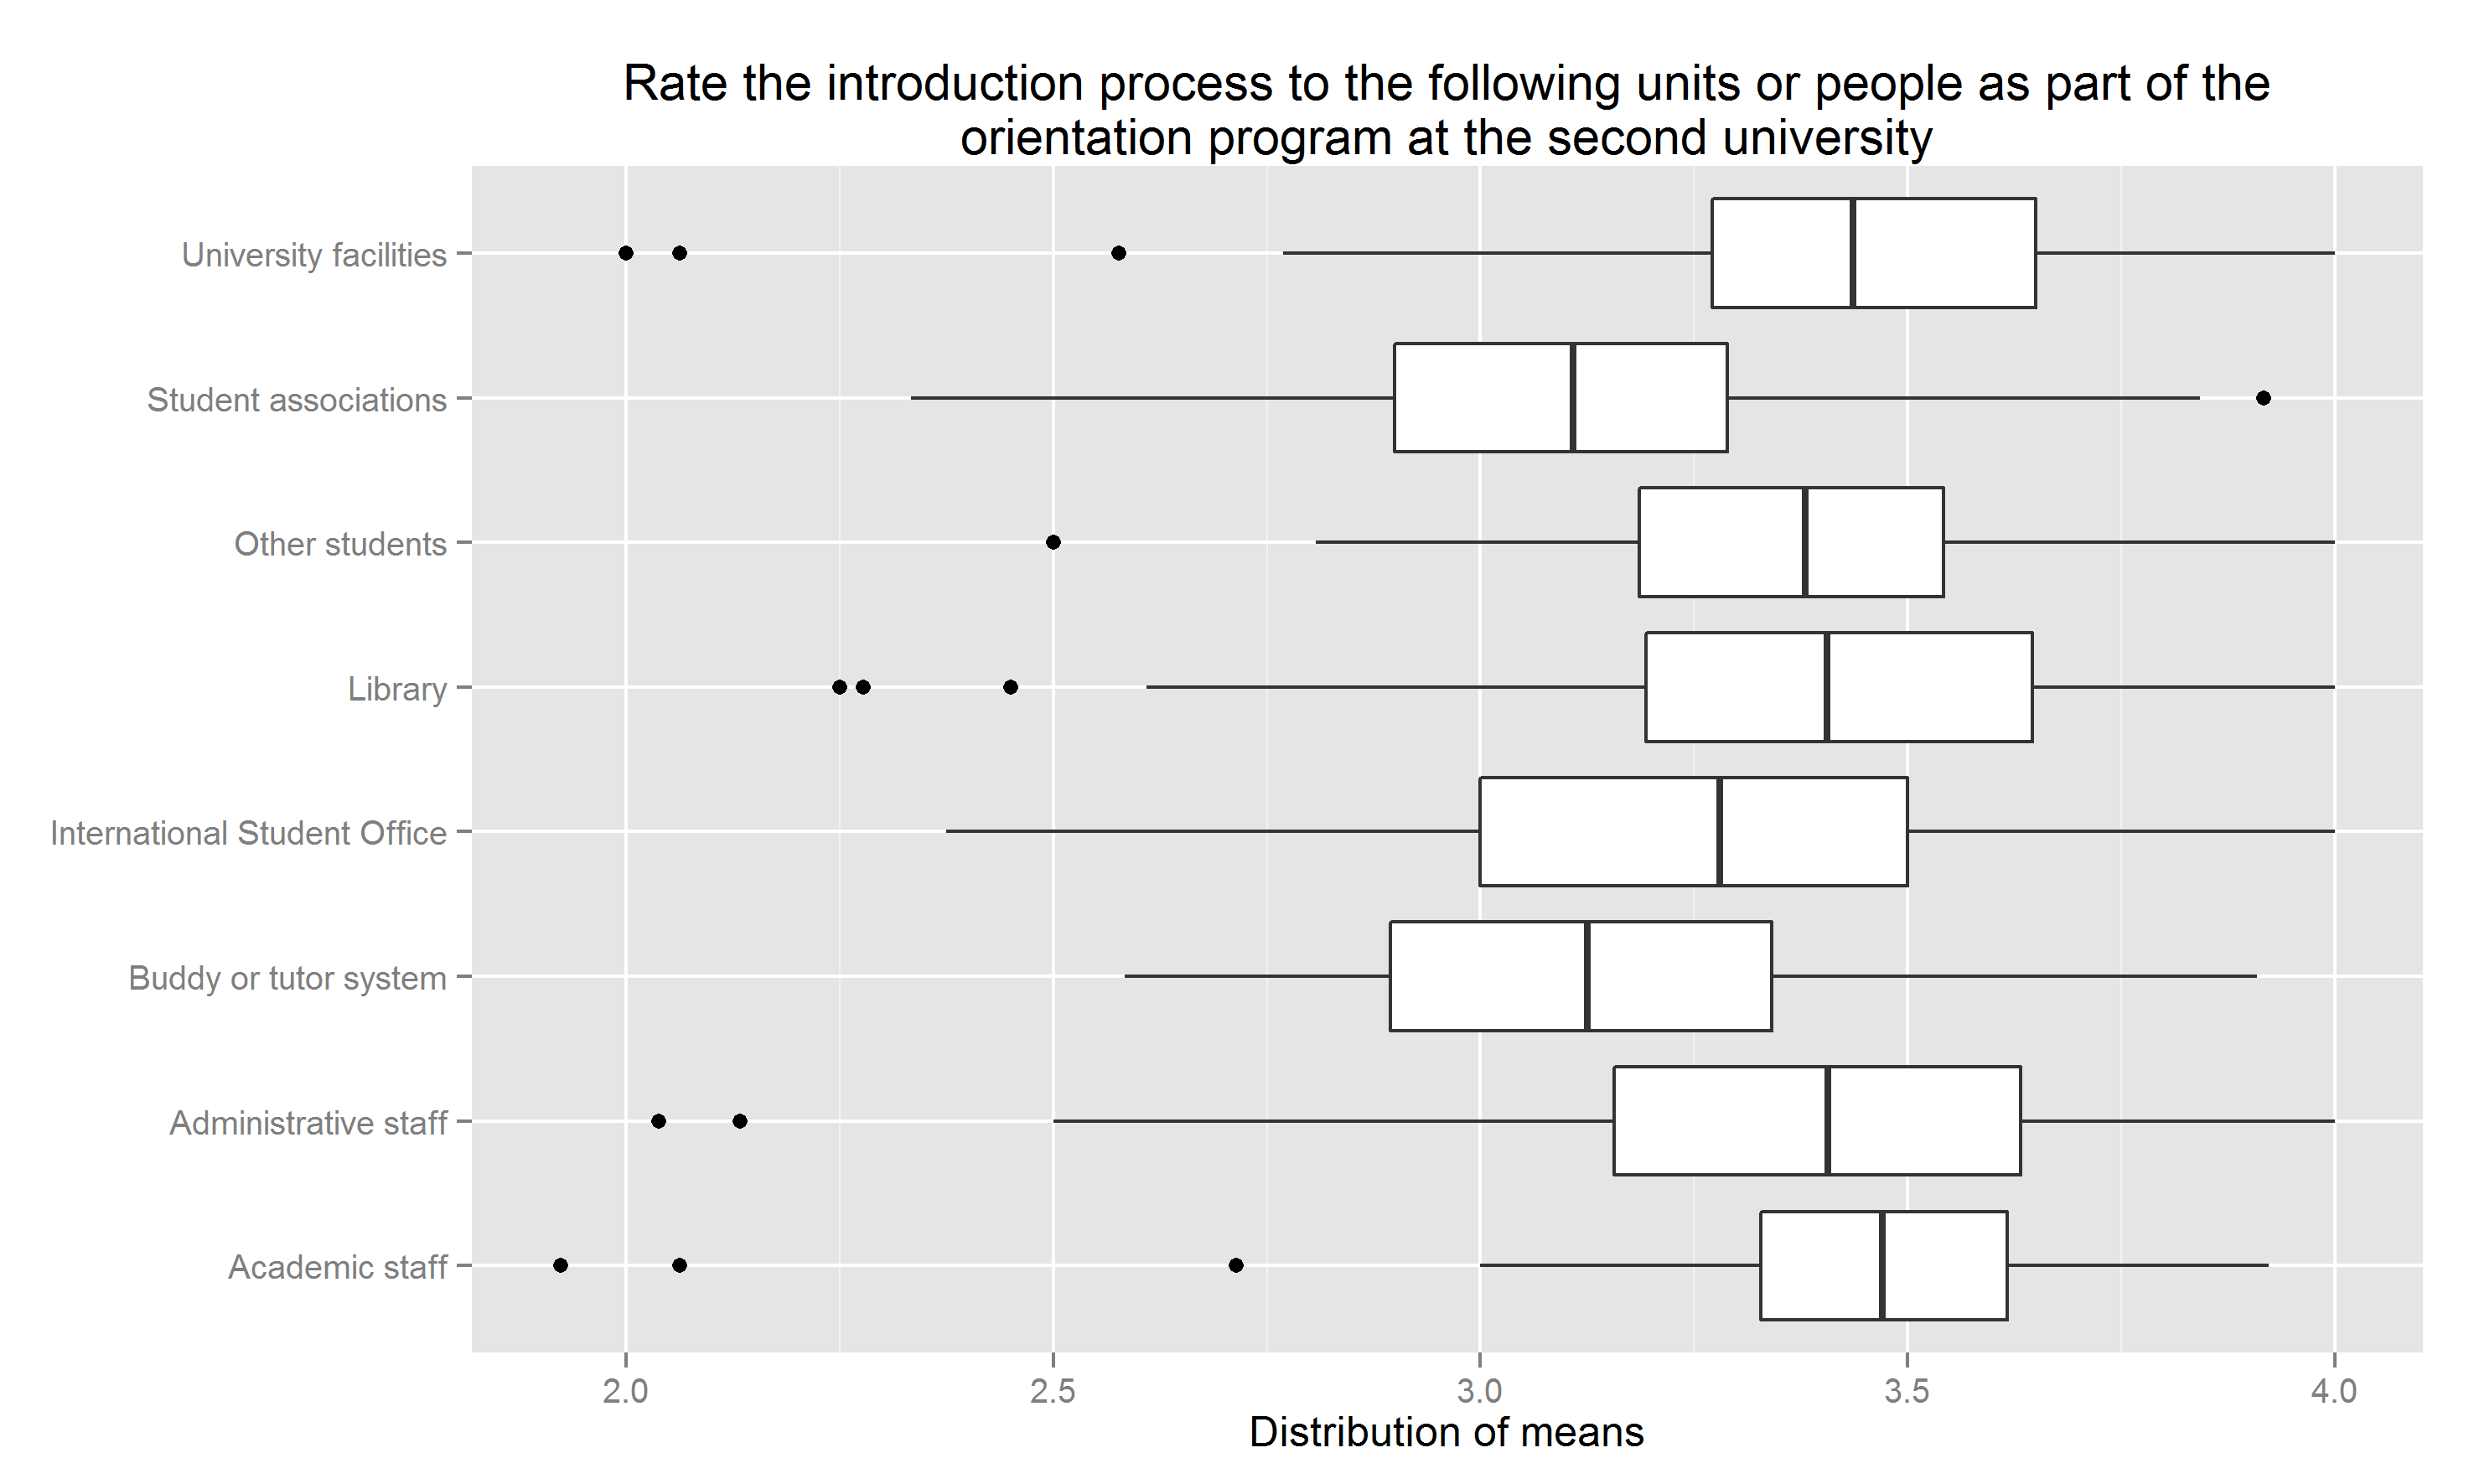 Rate the introduction process to the following units or people as part of the
orientation program at the second university
University facilities
Student associations
Other students
Library
International Student Office
Buddy or tutor system
Administrative staff
Academic staff
2.0 2.5 3.0 3.5 4.0
Distribution of means